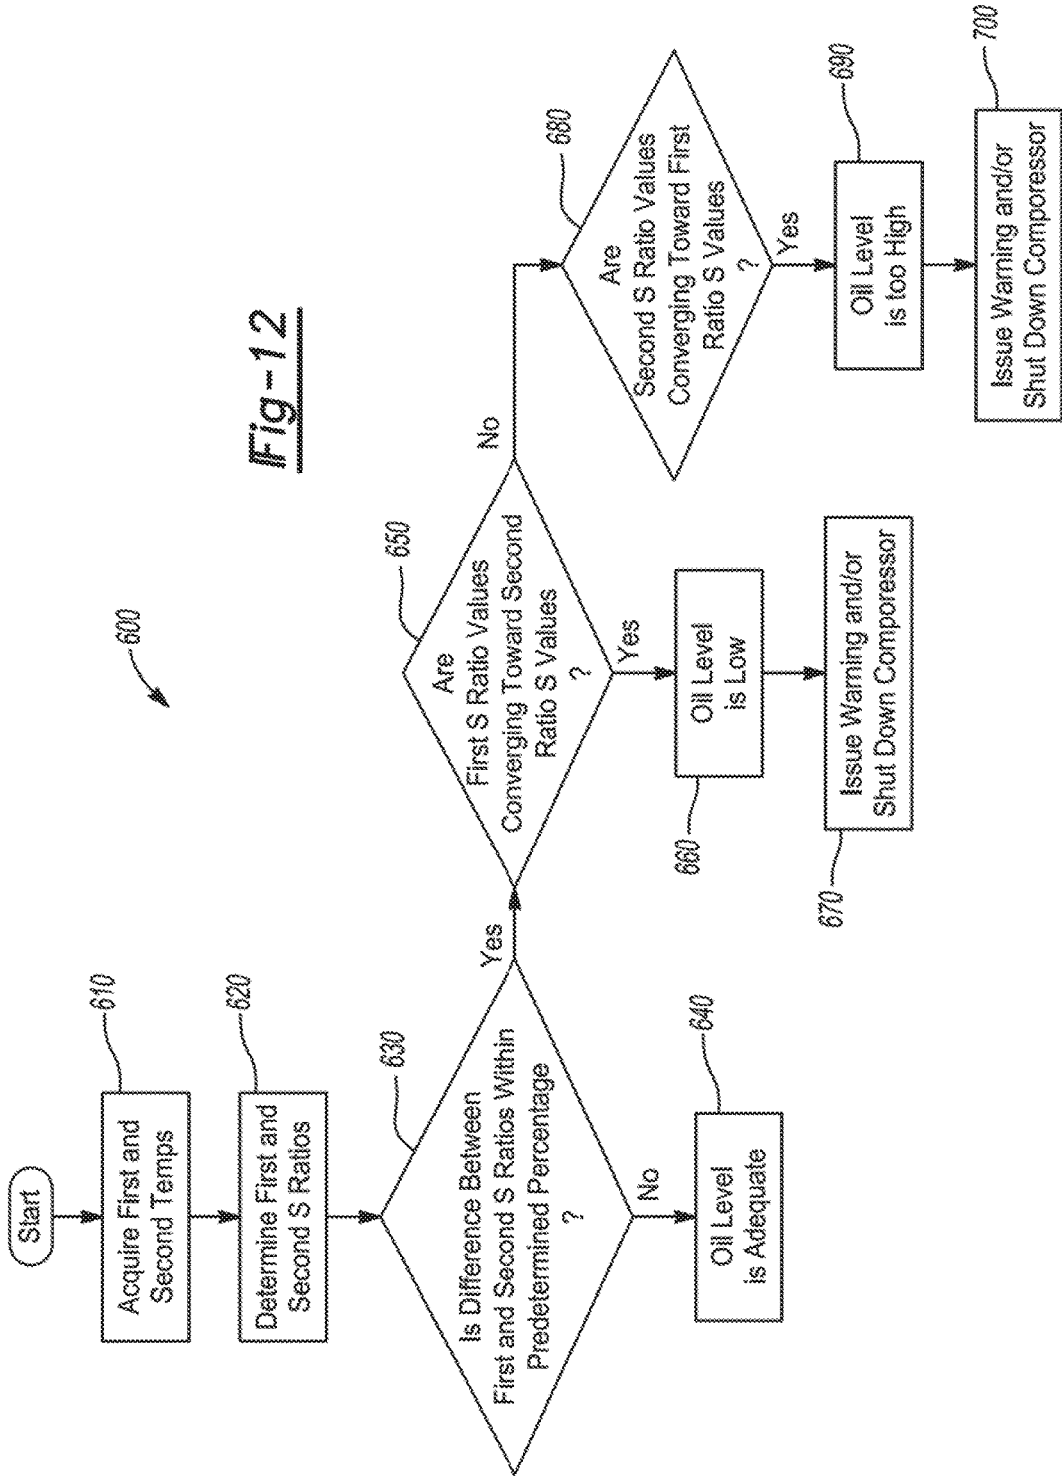 Fig-12
600
Start
610
Acquire First and
Second Temps
620
Determine First and
Second S Ratios
630
Is Difference Between
First and Second S Ratios Within
Predetermined Percentage
?
No
640
Oil Level
is Adequate
Yes
650
Are
First S Ratio Values
Converging Toward Second
Ratio S Values
?
Yes
660
Oil Level
is Low
670
Issue Warning and/or
Shut Down Comporessor
No
680
Are
Second S Ratio Values
Converging Toward First
Ratio S Values
?
Yes
690
Oil Level
is too High
700
Issue Warning and/or
Shut Down Comporessor